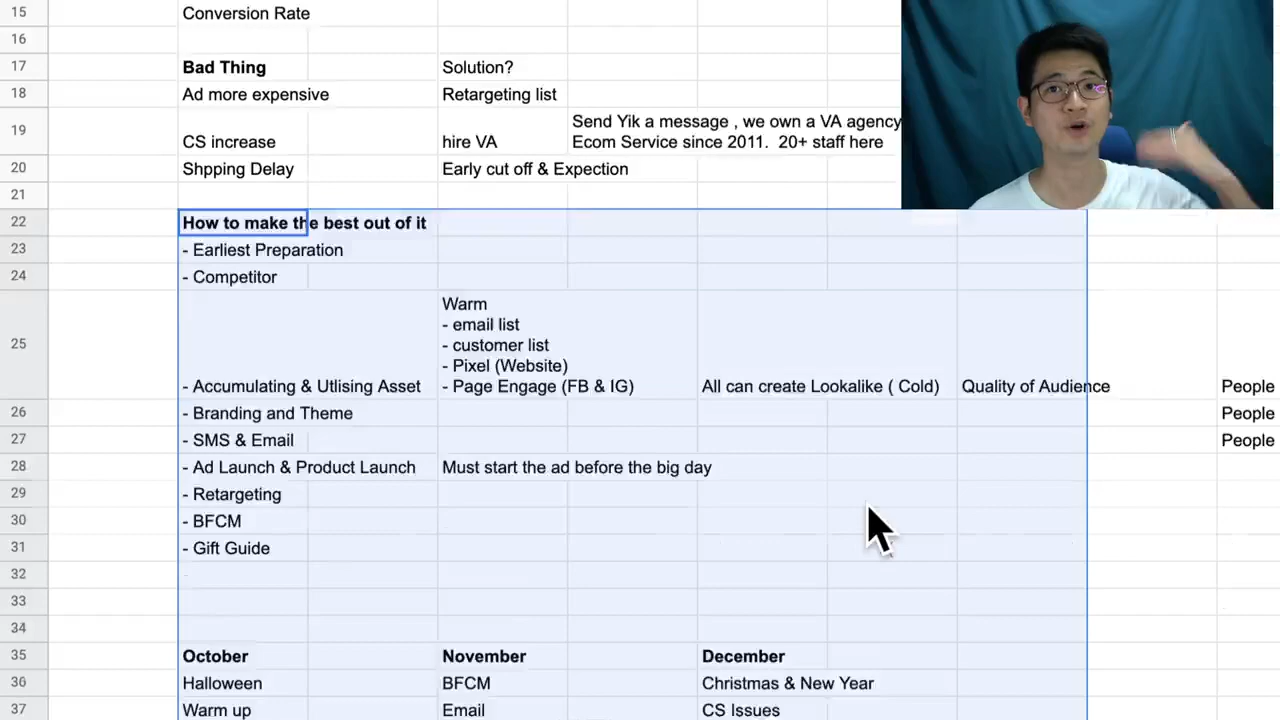 15 Conversion Rate
16
17 Bad Thing Solution?
18 Ad more expensive Retargeting list
Send Yik a message , we own a VA agency
19 CS increase hire VA Ecom Service since 2011. 20+ staff here
20 Shpping Delay Early cut off & Expection
21
22 How to make the best out of it
23 - Earliest Preparation
24 - Competitor
Warm
- email list
25 - customer list
- Pixel (Website)
- Accumulating & Utlising Asset - Page Engage (FB & IG) All can create Lookalike ( Cold) Quality of Audience People
26 - Branding and Theme People
27 - SMS & Email People
28 - Ad Launch & Product Launch Must start the ad before the big day
29 - Retargeting
30 - BFCM
31 - Gift Guide
32 -
33
34
35 October November December
36 Halloween BFCM Christmas & New Year
37 Warm up Email CS Issues